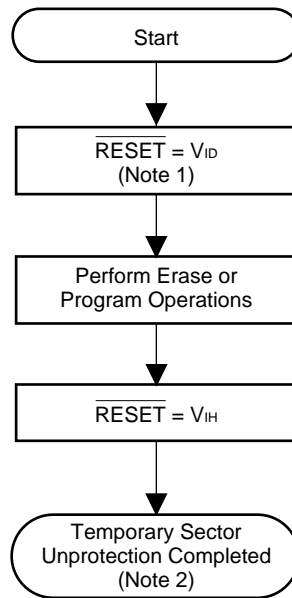 Start
RESET = VID
(Note 1)
Perform Erase or
Program Operations
RESET = VIH
Temporary Sector
Unprotection Completed
(Note 2)